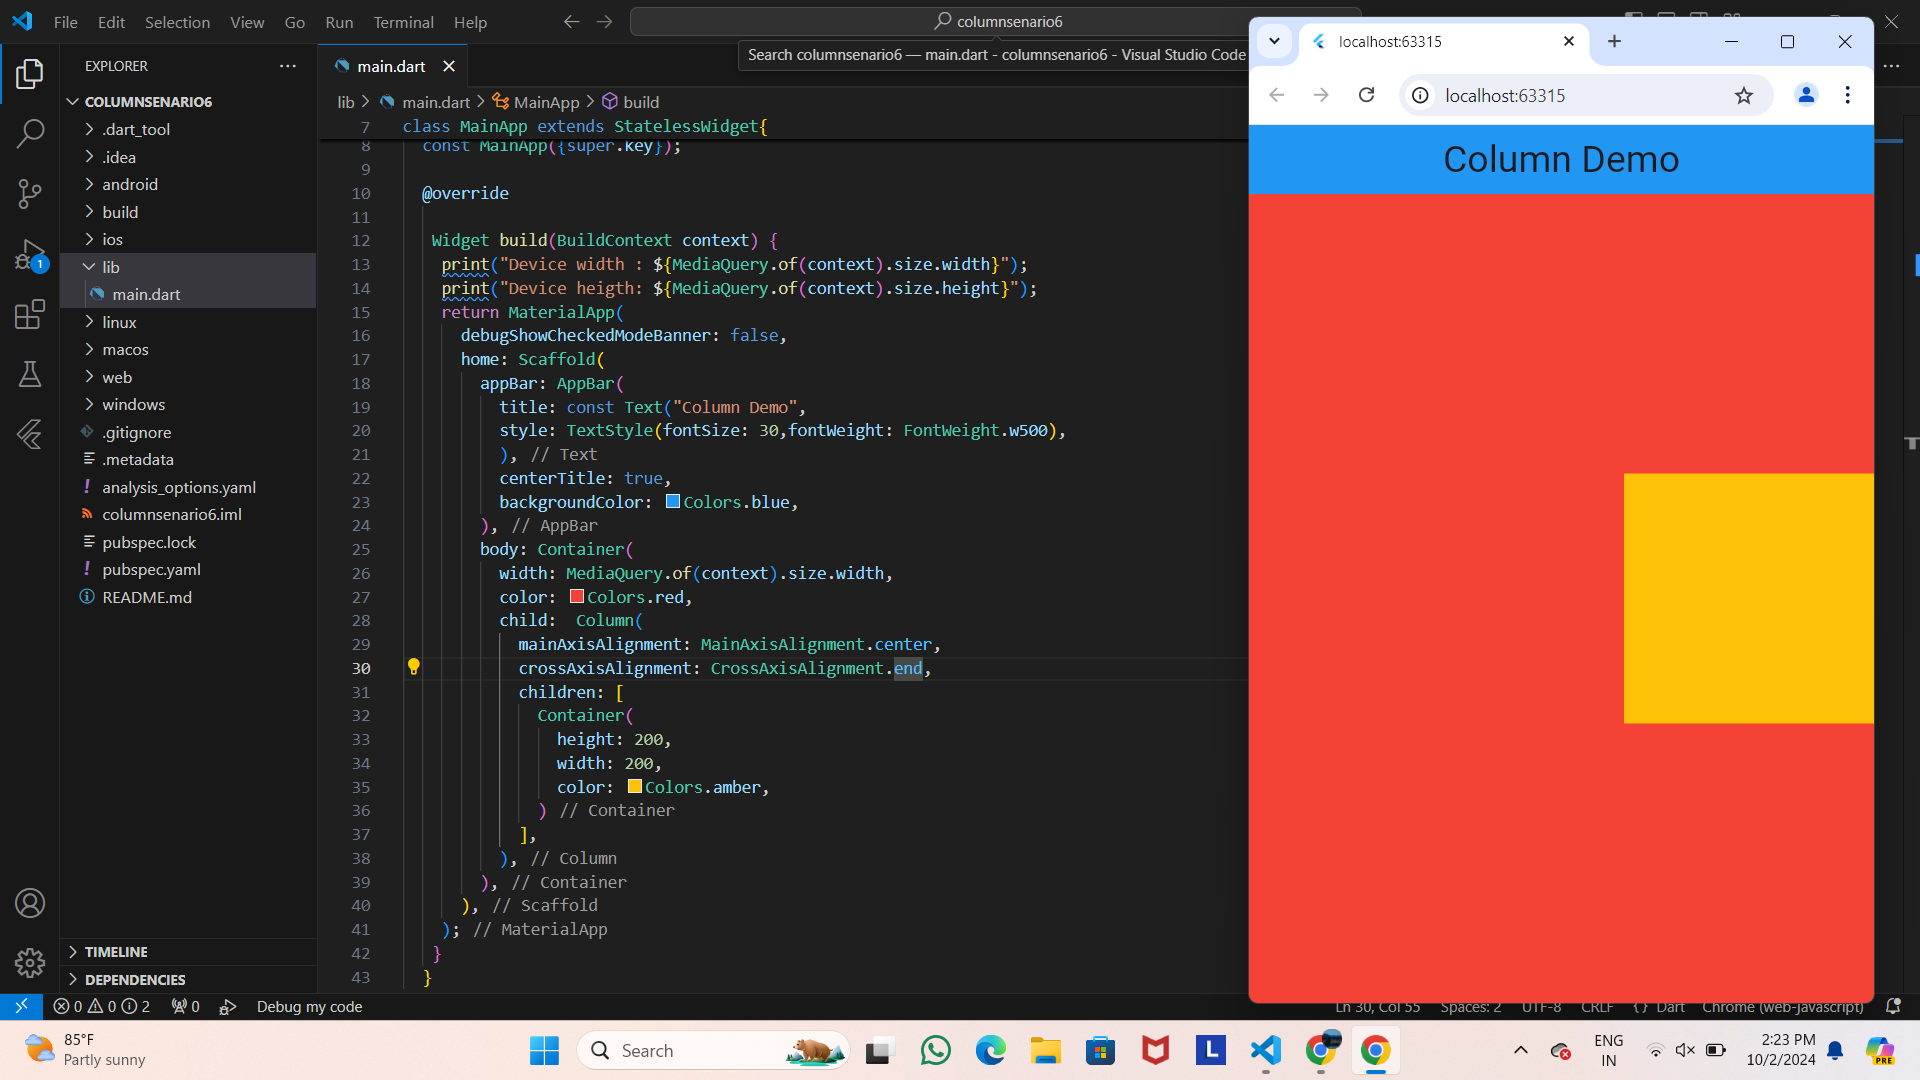 File Edit Selection View Go Run Terminal Help
columnsenario6
Search columnsenario6 — main.dart - columnsenario6 - Visual Studio Code
EXPLORER
COLUMNSENARIO6
.dart_tool
.idea
android
build
ios
lib
main.dart
linux
macos
web
windows
.gitignore
.metadata
analysis_options.yaml
columnsenario6.iml
pubspec.lock
pubspec.yaml
README.md
TIMELINE
DEPENDENCIES
1
main.dart
lib > main.dart > MainApp > build
7 class MainApp extends StatelessWidget{
8 const MainApp({super.key});
9
10 @override
11
12 Widget build(BuildContext context) {
13 print("Device width : ${MediaQuery.of(context).size.width}");
14 print("Device heigth: ${MediaQuery.of(context).size.height}");
15 return MaterialApp(
16 debugShowCheckedModeBanner: false,
17 home: Scaffold(
18 appBar: AppBar(
19 title: const Text("Column Demo",
20 style: TextStyle(fontSize: 30,fontWeight: FontWeight.w500),
21 ), // Text
22 centerTitle: true,
23 backgroundColor: Colors.blue,
24 ), // AppBar
25 body: Container(
26 width: MediaQuery.of(context).size.width,
27 color: Colors.red,
28 child:  Column(
29 mainAxisAlignment: MainAxisAlignment.center,
30 crossAxisAlignment: CrossAxisAlignment.end,
31 children: [
32 Container(
33 height: 200,
34 width: 200,
35 color: Colors.amber,
36 ) // Container
37 ],
38 ), // Column
39 ), // Container
40 ), // Scaffold
41 ); // MaterialApp
42 }
43 }
localhost:63315
localhost:63315
Column Demo
0 0 2 0 Debug my code
Ln 30, Col 55 Spaces: 2 UTF-8 CRLF {} Dart Chrome (web-javascript)
85°F
Partly sunny
Search
L
ENG
IN
2:23 PM
10/2/2024
PRE